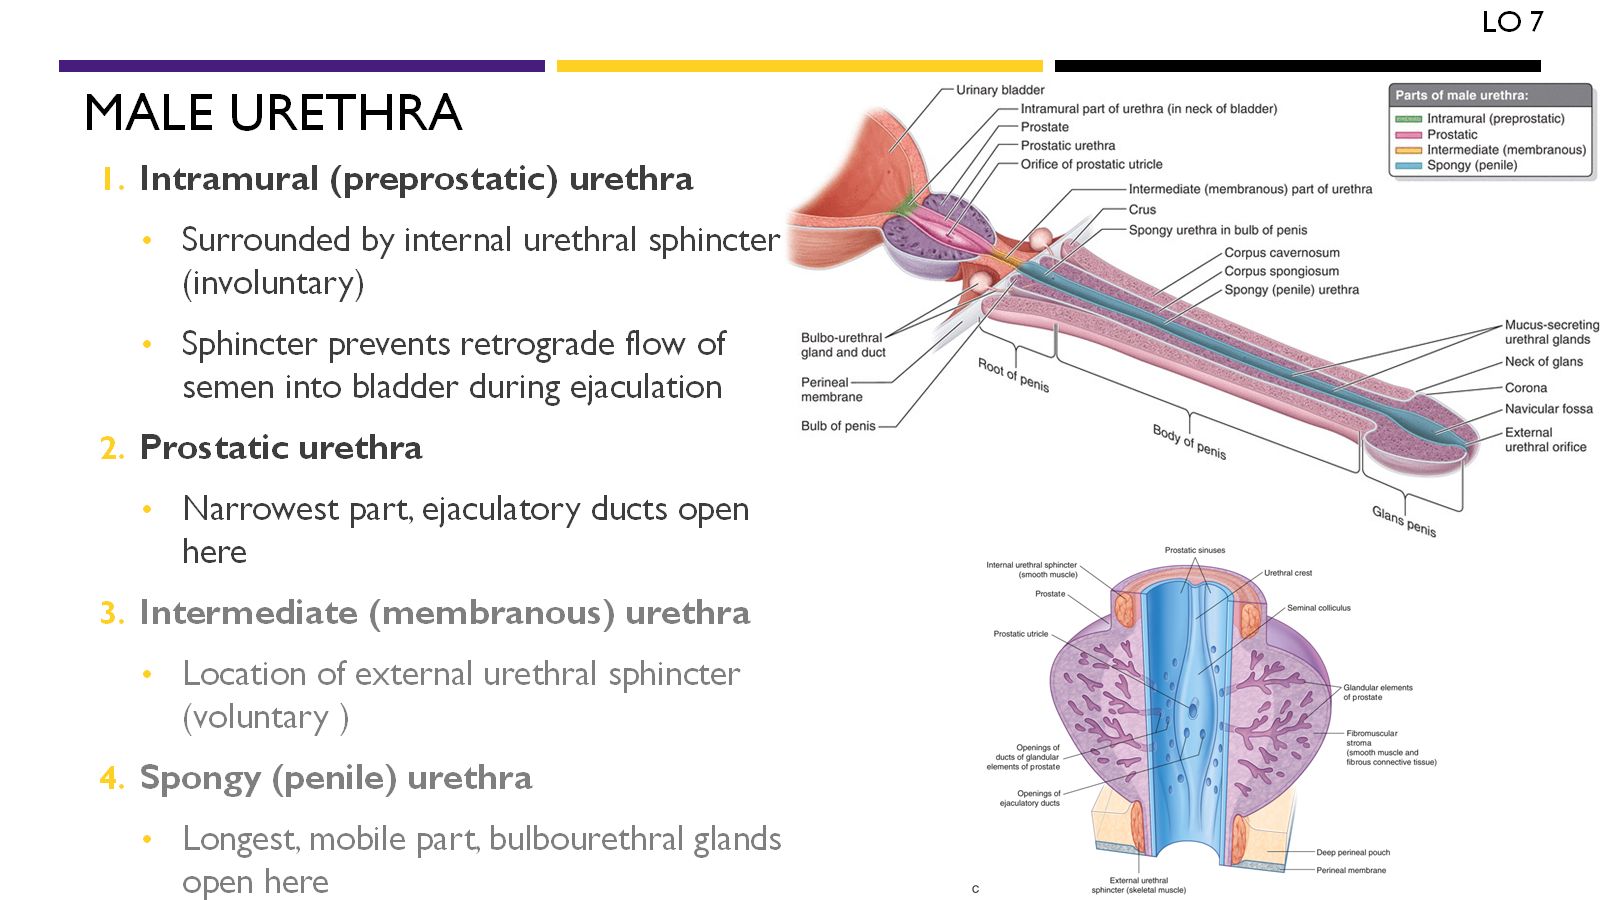 LO 7
MALE URETHRA
1. Intramural (preprostatic) urethra
• Surrounded by internal urethral sphincter
(involuntary)
• Sphincter prevents retrograde flow of
semen into bladder during ejaculation
2. Prostatic urethra
• Narrowest part, ejaculatory ducts open
here
3. Intermediate (membranous) urethra
• Location of external urethral sphincter
(voluntary )
4. Spongy (penile) urethra
• Longest, mobile part, bulbourethral glands
open here
Urinary bladder
Intramural part of urethra (in neck of bladder)
Prostate
Prostatic urethra
Orifice of prostatic utricle
Intermediate (membranous) part of urethra
Crus
Spongy urethra in bulb of penis
Corpus cavernosum
Corpus spongiosum
Spongy (penile) urethra
Parts of male urethra:
Intramural (preprostatic)
Prostatic
Intermediate (membranous)
Spongy (penile)
Mucus-secreting
urethral glands
Neck of glans
Corona
Navicular fossa
External
urethral orifice
Bulbo-urethral
gland and duct
Perineal
membrane
Bulb of penis
Root of penis
Body of penis
Glans penis
Prostatic sinuses
Internal urethral sphincter
(smooth muscle)
Prostate
Prostatic utricle
Urethral crest
Seminal colliculus
Glandular elements
of prostate
Fibromuscular
stroma
(smooth muscle and
fibrous connective tissue)
Openings of
ducts of glandular
elements of prostate
Openings of
ejaculatory ducts
Deep perineal pouch
Perineal membrane
External urethral
sphincter (skeletal muscle)
C